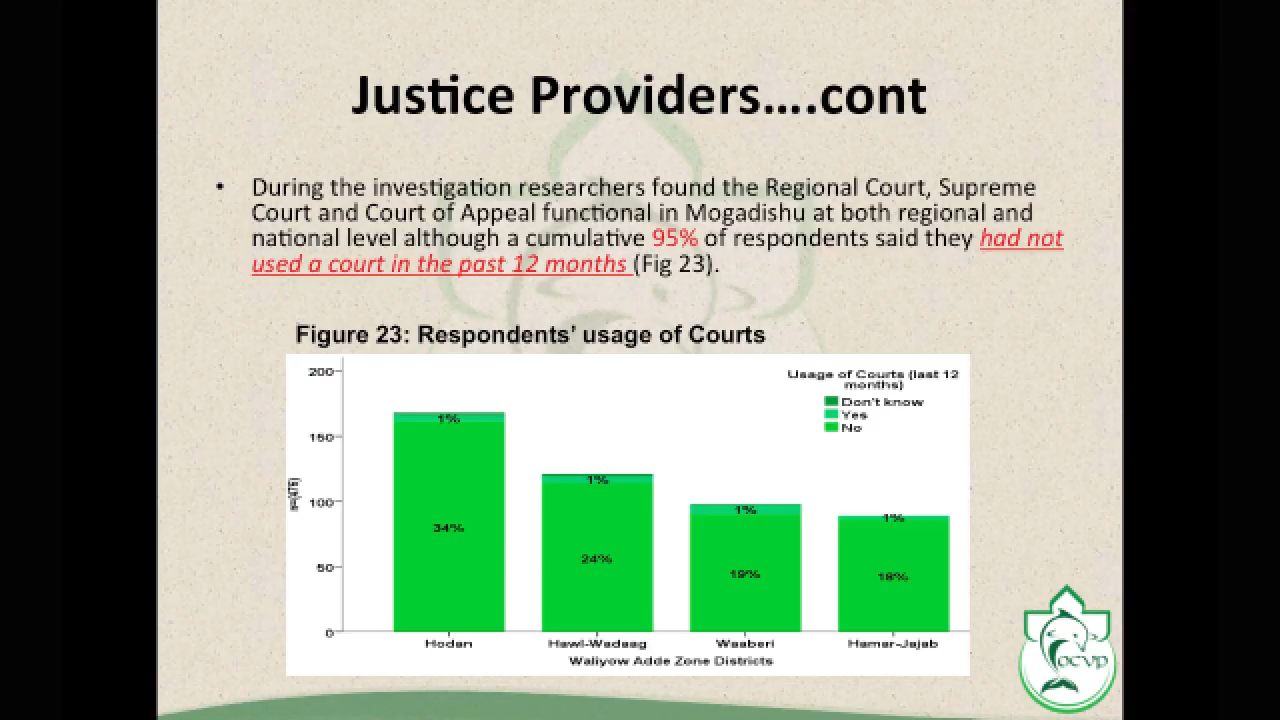 Justice Providers....cont
• During the investigation researchers found the Regional Court, Supreme
Court and Court of Appeal functional in Mogadishu at both regional and
national level although a cumulative 95% of respondents said they had not
used a court in the past 12 months (Fig 23).
Figure 23: Respondents' usage of Courts
Usage of Courts (last 12
months)
Don't know
Yes
No
200
150
100
50
0
n=(476)
1%
34%
1%
24%
1%
19%
1%
18%
Hodan
Hawl-Wadaag
Waaberi
Hamar-Jajab
Waliyow Adde Zone Districts
OCVP